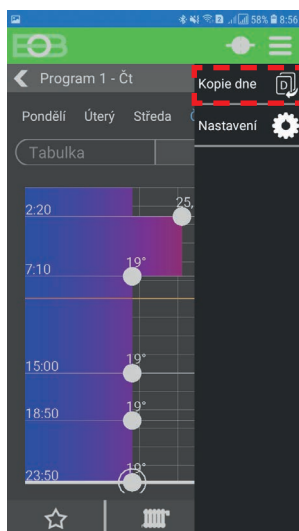 58% 8:56
EOB
Program 1 - Čt
Kopie dne D
Pondělí Úterý Středa
Nastavení
Tabulka
2:20 25,
7:10 19°
15:00 19°
18:50 19°
23:50 19°